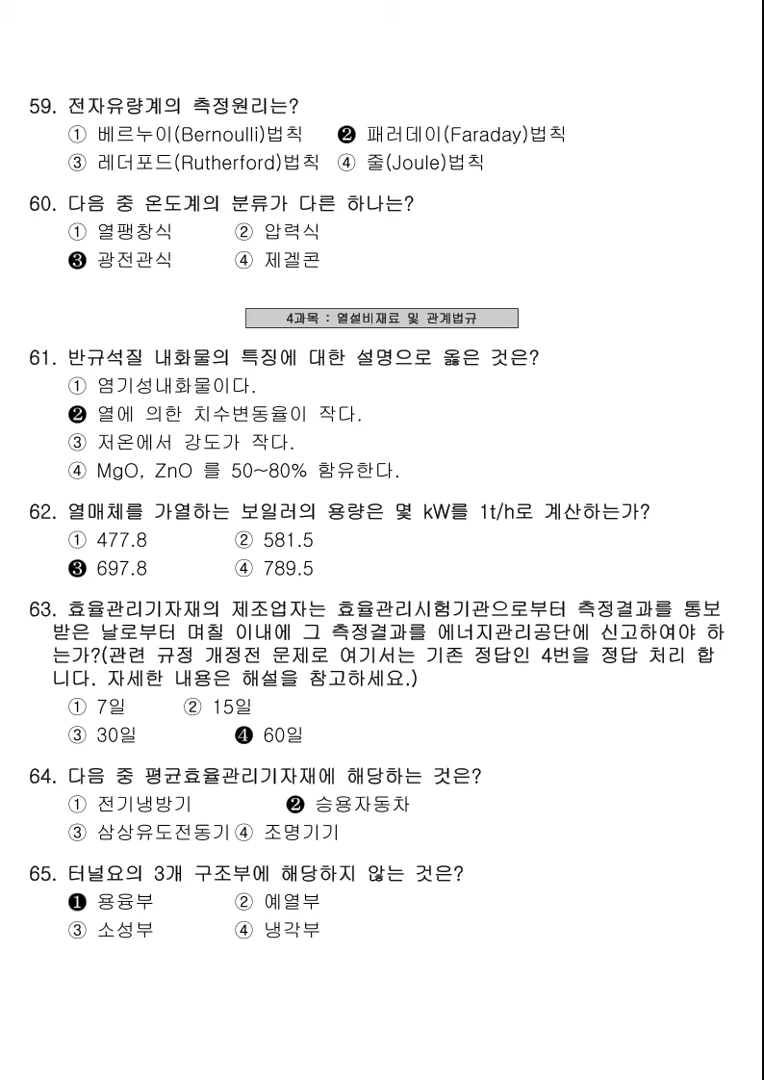 59. 전자유량계의 측정원리는?
① 베르누이(Bernoulli)법칙 ❷ 패러데이(Faraday)법칙
③ 레더포드(Rutherford)법칙 ④ 줄(Joule)법칙
60. 다음 중 온도계의 분류가 다른 하나는?
① 열팽창식 ② 압력식
❸ 광전관식 ④ 제겔콘
4과목 : 열설비재료 및 관계법규
61. 반규석질 내화물의 특징에 대한 설명으로 옳은 것은?
① 염기성내화물이다.
❷ 열에 의한 치수변동율이 작다.
③ 저온에서 강도가 작다.
④ MgO, ZnO 를 50~80% 함유한다.
62. 열매체를 가열하는 보일러의 용량은 몇 kW를 1t/h로 계산하는가?
① 477.8 ② 581.5
❸ 697.8 ④ 789.5
63. 효율관리기자재의 제조업자는 효율관리시험기관으로부터 측정결과를 통보
받은 날로부터 며칠 이내에 그 측정결과를 에너지관리공단에 신고하여야 하
는가?(관련 규정 개정전 문제로 여기서는 기존 정답인 4번을 정답 처리 합
니다. 자세한 내용은 해설을 참고하세요.)
① 7일 ② 15일
③ 30일 ❹ 60일
64. 다음 중 평균효율관리기자재에 해당하는 것은?
① 전기냉방기 ❷ 승용자동차
③ 삼상유도전동기 ④ 조명기기
65. 터널요의 3개 구조부에 해당하지 않는 것은?
❶ 용융부 ② 예열부
③ 소성부 ④ 냉각부